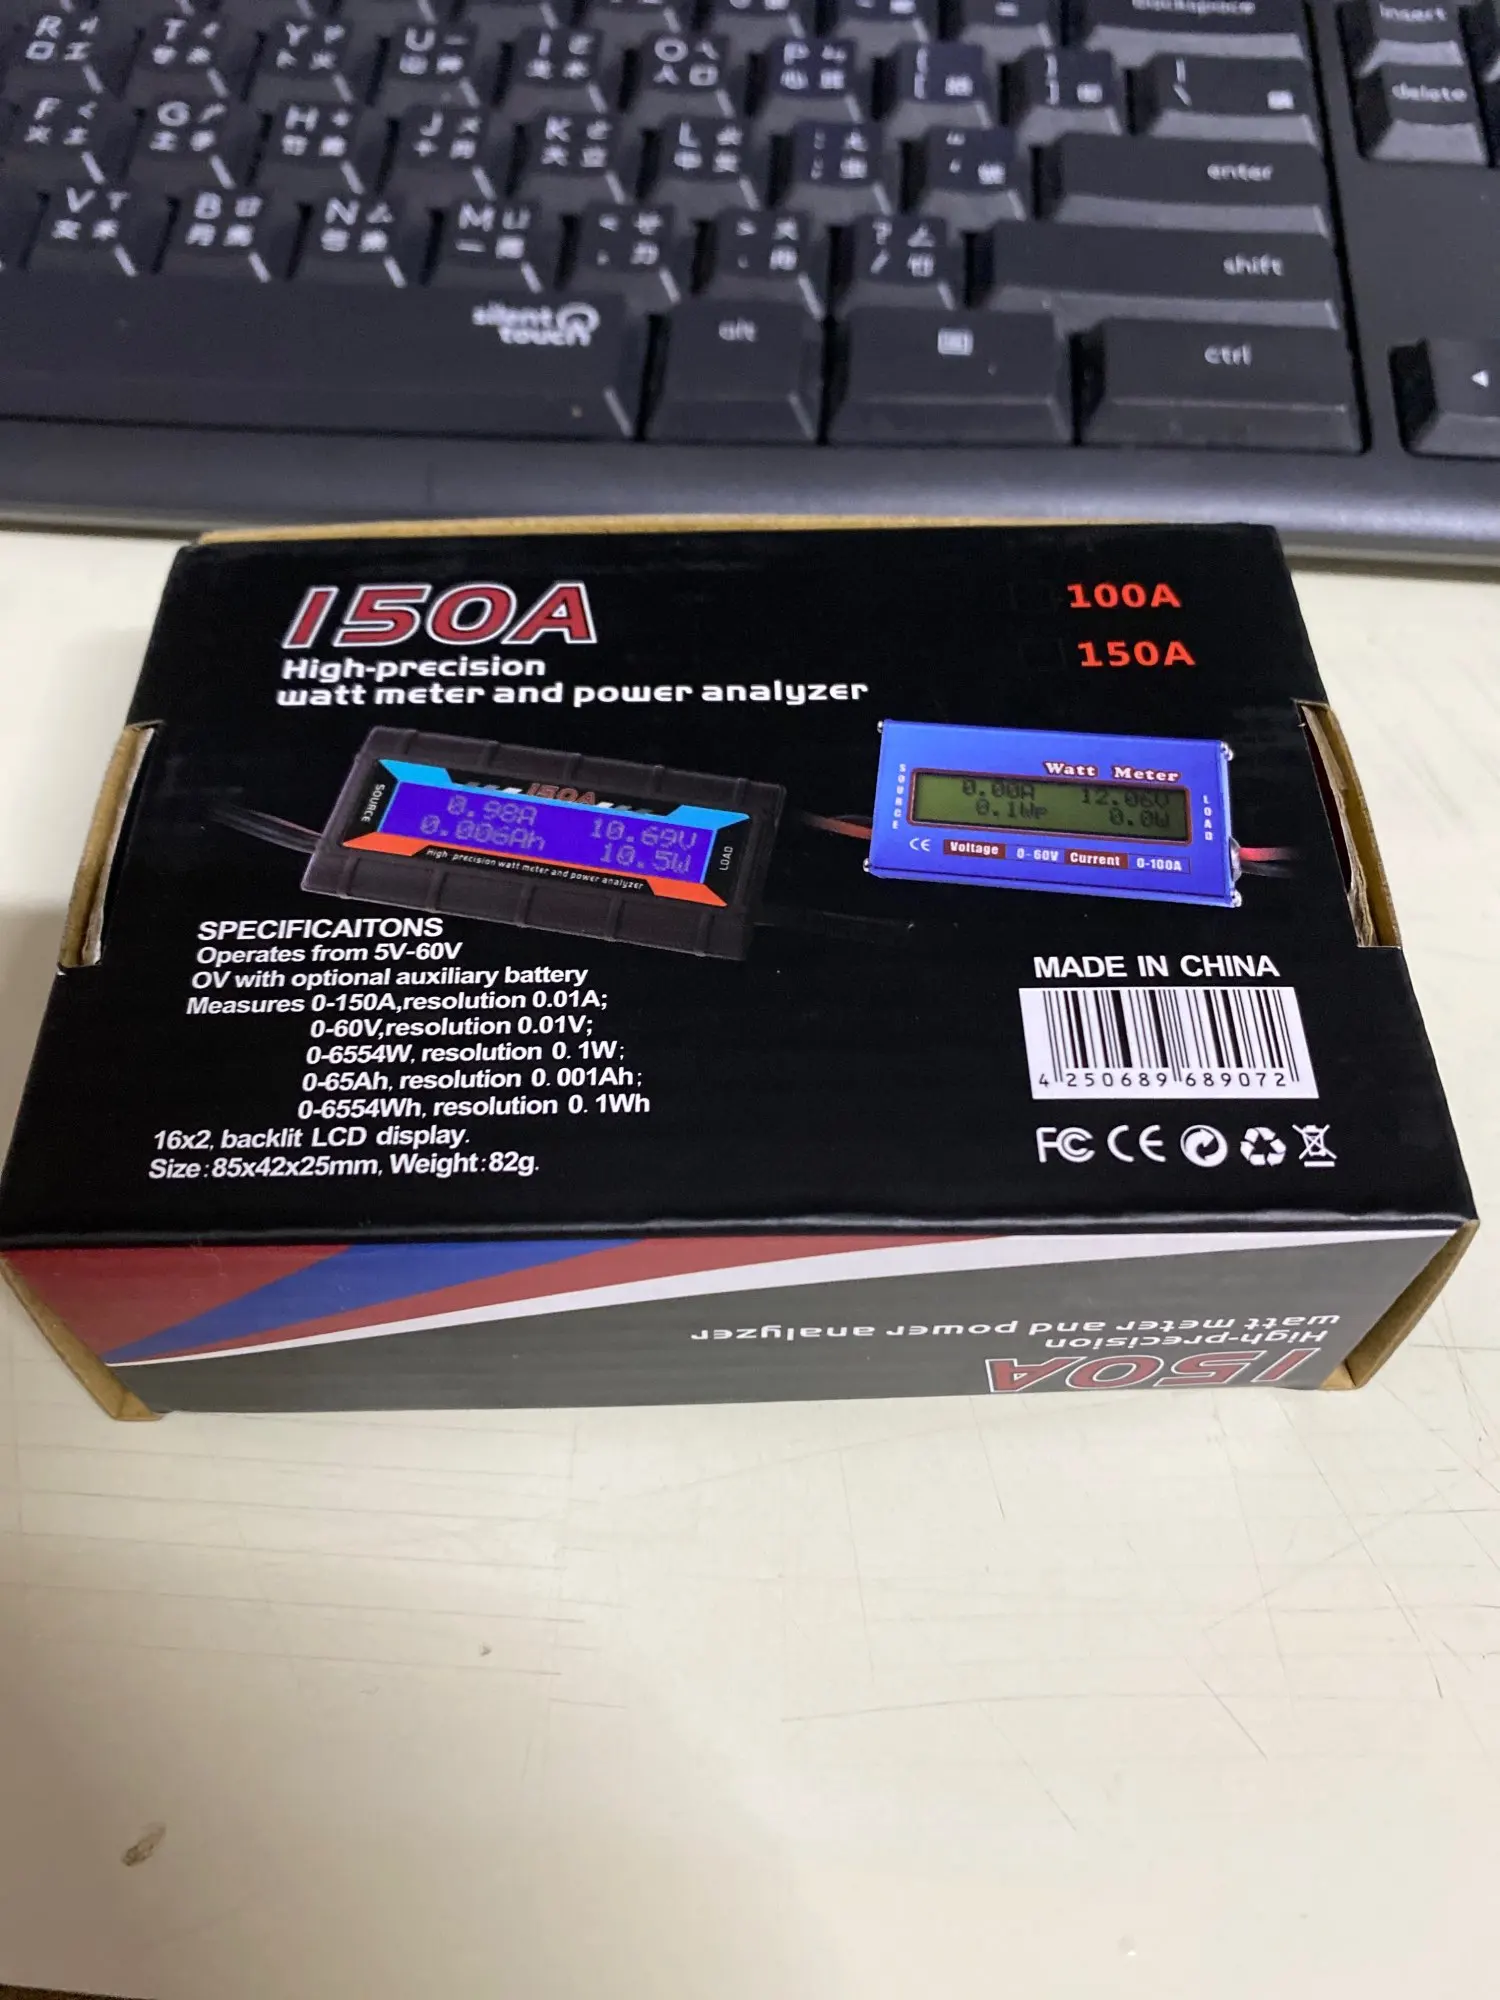 backspace
insert
R
T
Y
U
I
O
P
delete
F
G
H
J
K
L
enter
V
B
N
M
shift
silent
touch
alt
ctrl
150A
High-precision
watt meter and power analyzer
100A
150A
SOURCE
150A
0.98A 10.69V
0.006Ah 10.5W
High precision watt meter and power analyzer
LOAD
Watt Meter
SOURCE
0.00A 12.06V
0.1Wp 0.0W
LOAD
CE Voltage 0-60V Current 0-100A
SPECIFICAITONS
Operates from 5V-60V
OV with optional auxiliary battery
Measures 0-150A,resolution 0.01A;
0-60V,resolution 0.01V;
0-6554W, resolution 0.1W;
0-65Ah, resolution 0.001Ah;
0-6554Wh, resolution 0.1Wh
16x2, backlit LCD display.
Size:85x42x25mm, Weight:82g.
MADE IN CHINA
4 250689 689072
FC CE
150A
High-precision
watt meter and power analyzer